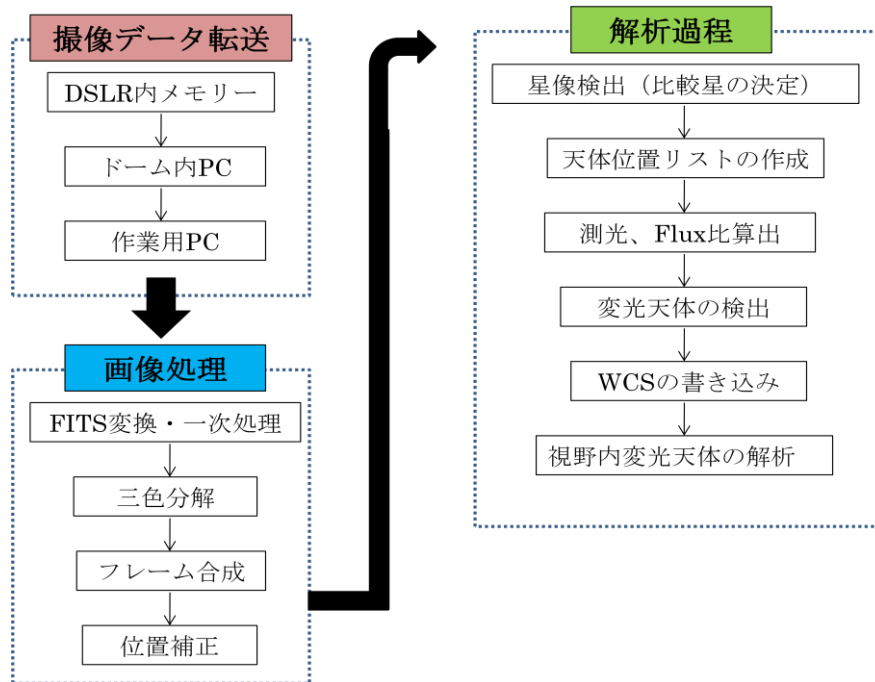 撮像データ転送
DSLR内メモリー
ドーム内PC
作業用PC
画像処理
FITS変換・一次処理
三色分解
フレーム合成
位置補正
解析過程
星像検出（比較星の決定）
天体位置リストの作成
測光、Flux比算出
変光天体の検出
WCSの書き込み
視野内変光天体の解析